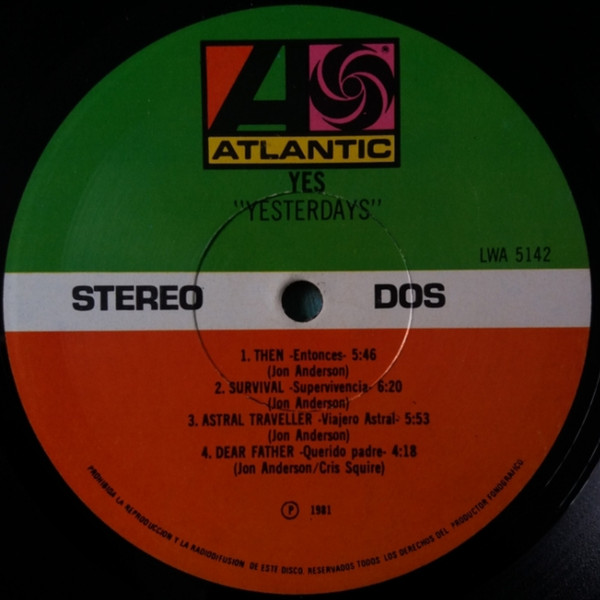 ATLANTIC
YES
"YESTERDAYS"
LWA 5142
STEREO DOS
1. THEN -Entonces- 5:46
(Jon Anderson)
2. SURVIVAL -Supervivencia- 6:20
(Jon Anderson)
3. ASTRAL TRAVELLER -Viajero Astral- 5:53
(Jon Anderson)
4. DEAR FATHER -Querido padre- 4:18
(Jon Anderson/Cris Squire)
Ⓟ 1981
PROHIBIDA LA REPRODUCCION Y LA RADIODIFUSION DE ESTE DISCO. RESERVADOS TODOS LOS DERECHOS DEL PRODUCTOR FONOGRAFICO.